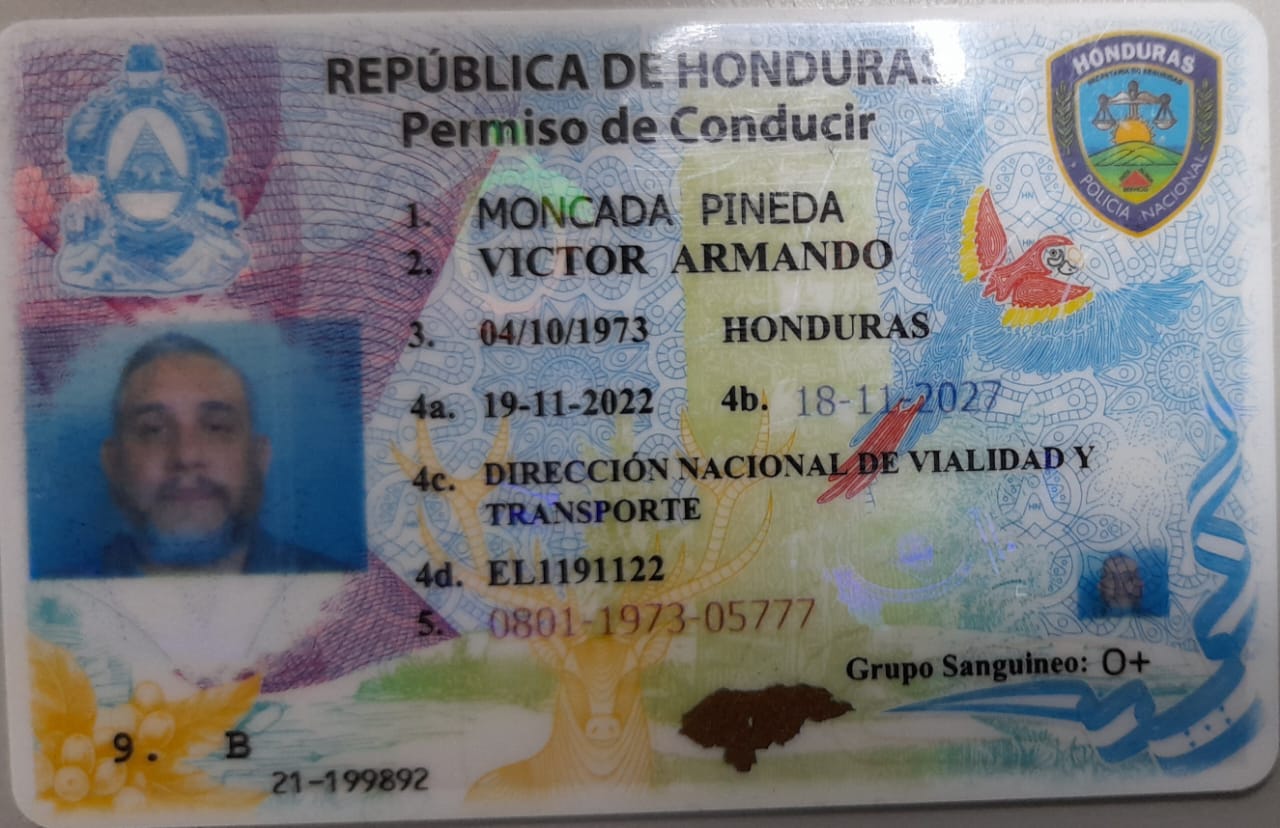 REPÚBLICA DE HONDURAS
Permiso de Conducir
HONDURAS
POLICIA NACIONAL
1. MONCADA PINEDA
2. VICTOR ARMANDO
3. 04/10/1973 HONDURAS
4a. 19-11-2022 4b. 18-11-2027
4c. DIRECCIÓN NACIONAL DE VIALIDAD Y
TRANSPORTE
4d. EL1191122
5. 0801-1973-05777
Grupo Sanguineo: O+
9. B
21-199892